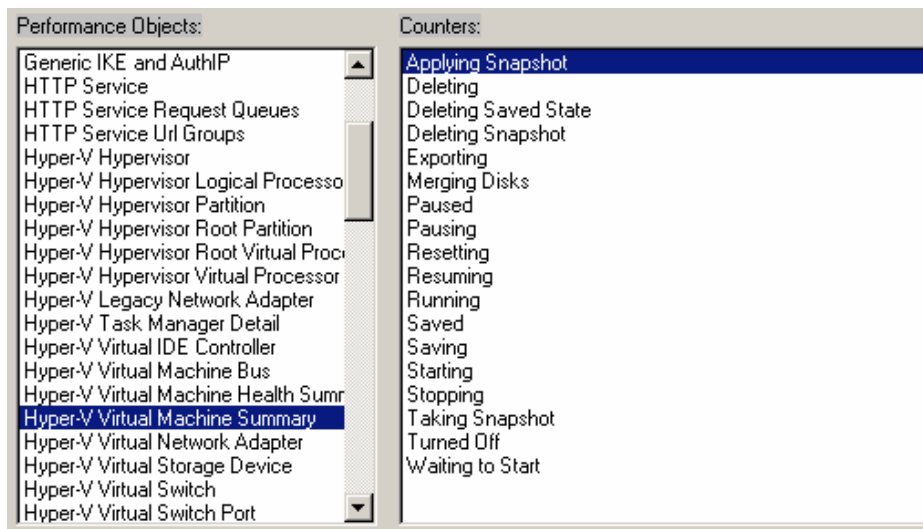 Performance Objects:
Generic IKE and AuthIP
HTTP Service
HTTP Service Request Queues
HTTP Service Url Groups
Hyper-V Hypervisor
Hyper-V Hypervisor Logical Processo
Hyper-V Hypervisor Partition
Hyper-V Hypervisor Root Partition
Hyper-V Hypervisor Root Virtual Proc
Hyper-V Hypervisor Virtual Processor
Hyper-V Legacy Network Adapter
Hyper-V Task Manager Detail
Hyper-V Virtual IDE Controller
Hyper-V Virtual Machine Bus
Hyper-V Virtual Machine Health Summ
Hyper-V Virtual Machine Summary
Hyper-V Virtual Network Adapter
Hyper-V Virtual Storage Device
Hyper-V Virtual Switch
Hyper-V Virtual Switch Port
Counters:
Applying Snapshot
Deleting
Deleting Saved State
Deleting Snapshot
Exporting
Merging Disks
Paused
Pausing
Resetting
Resuming
Running
Saved
Saving
Starting
Stopping
Taking Snapshot
Turned Off
Waiting to Start